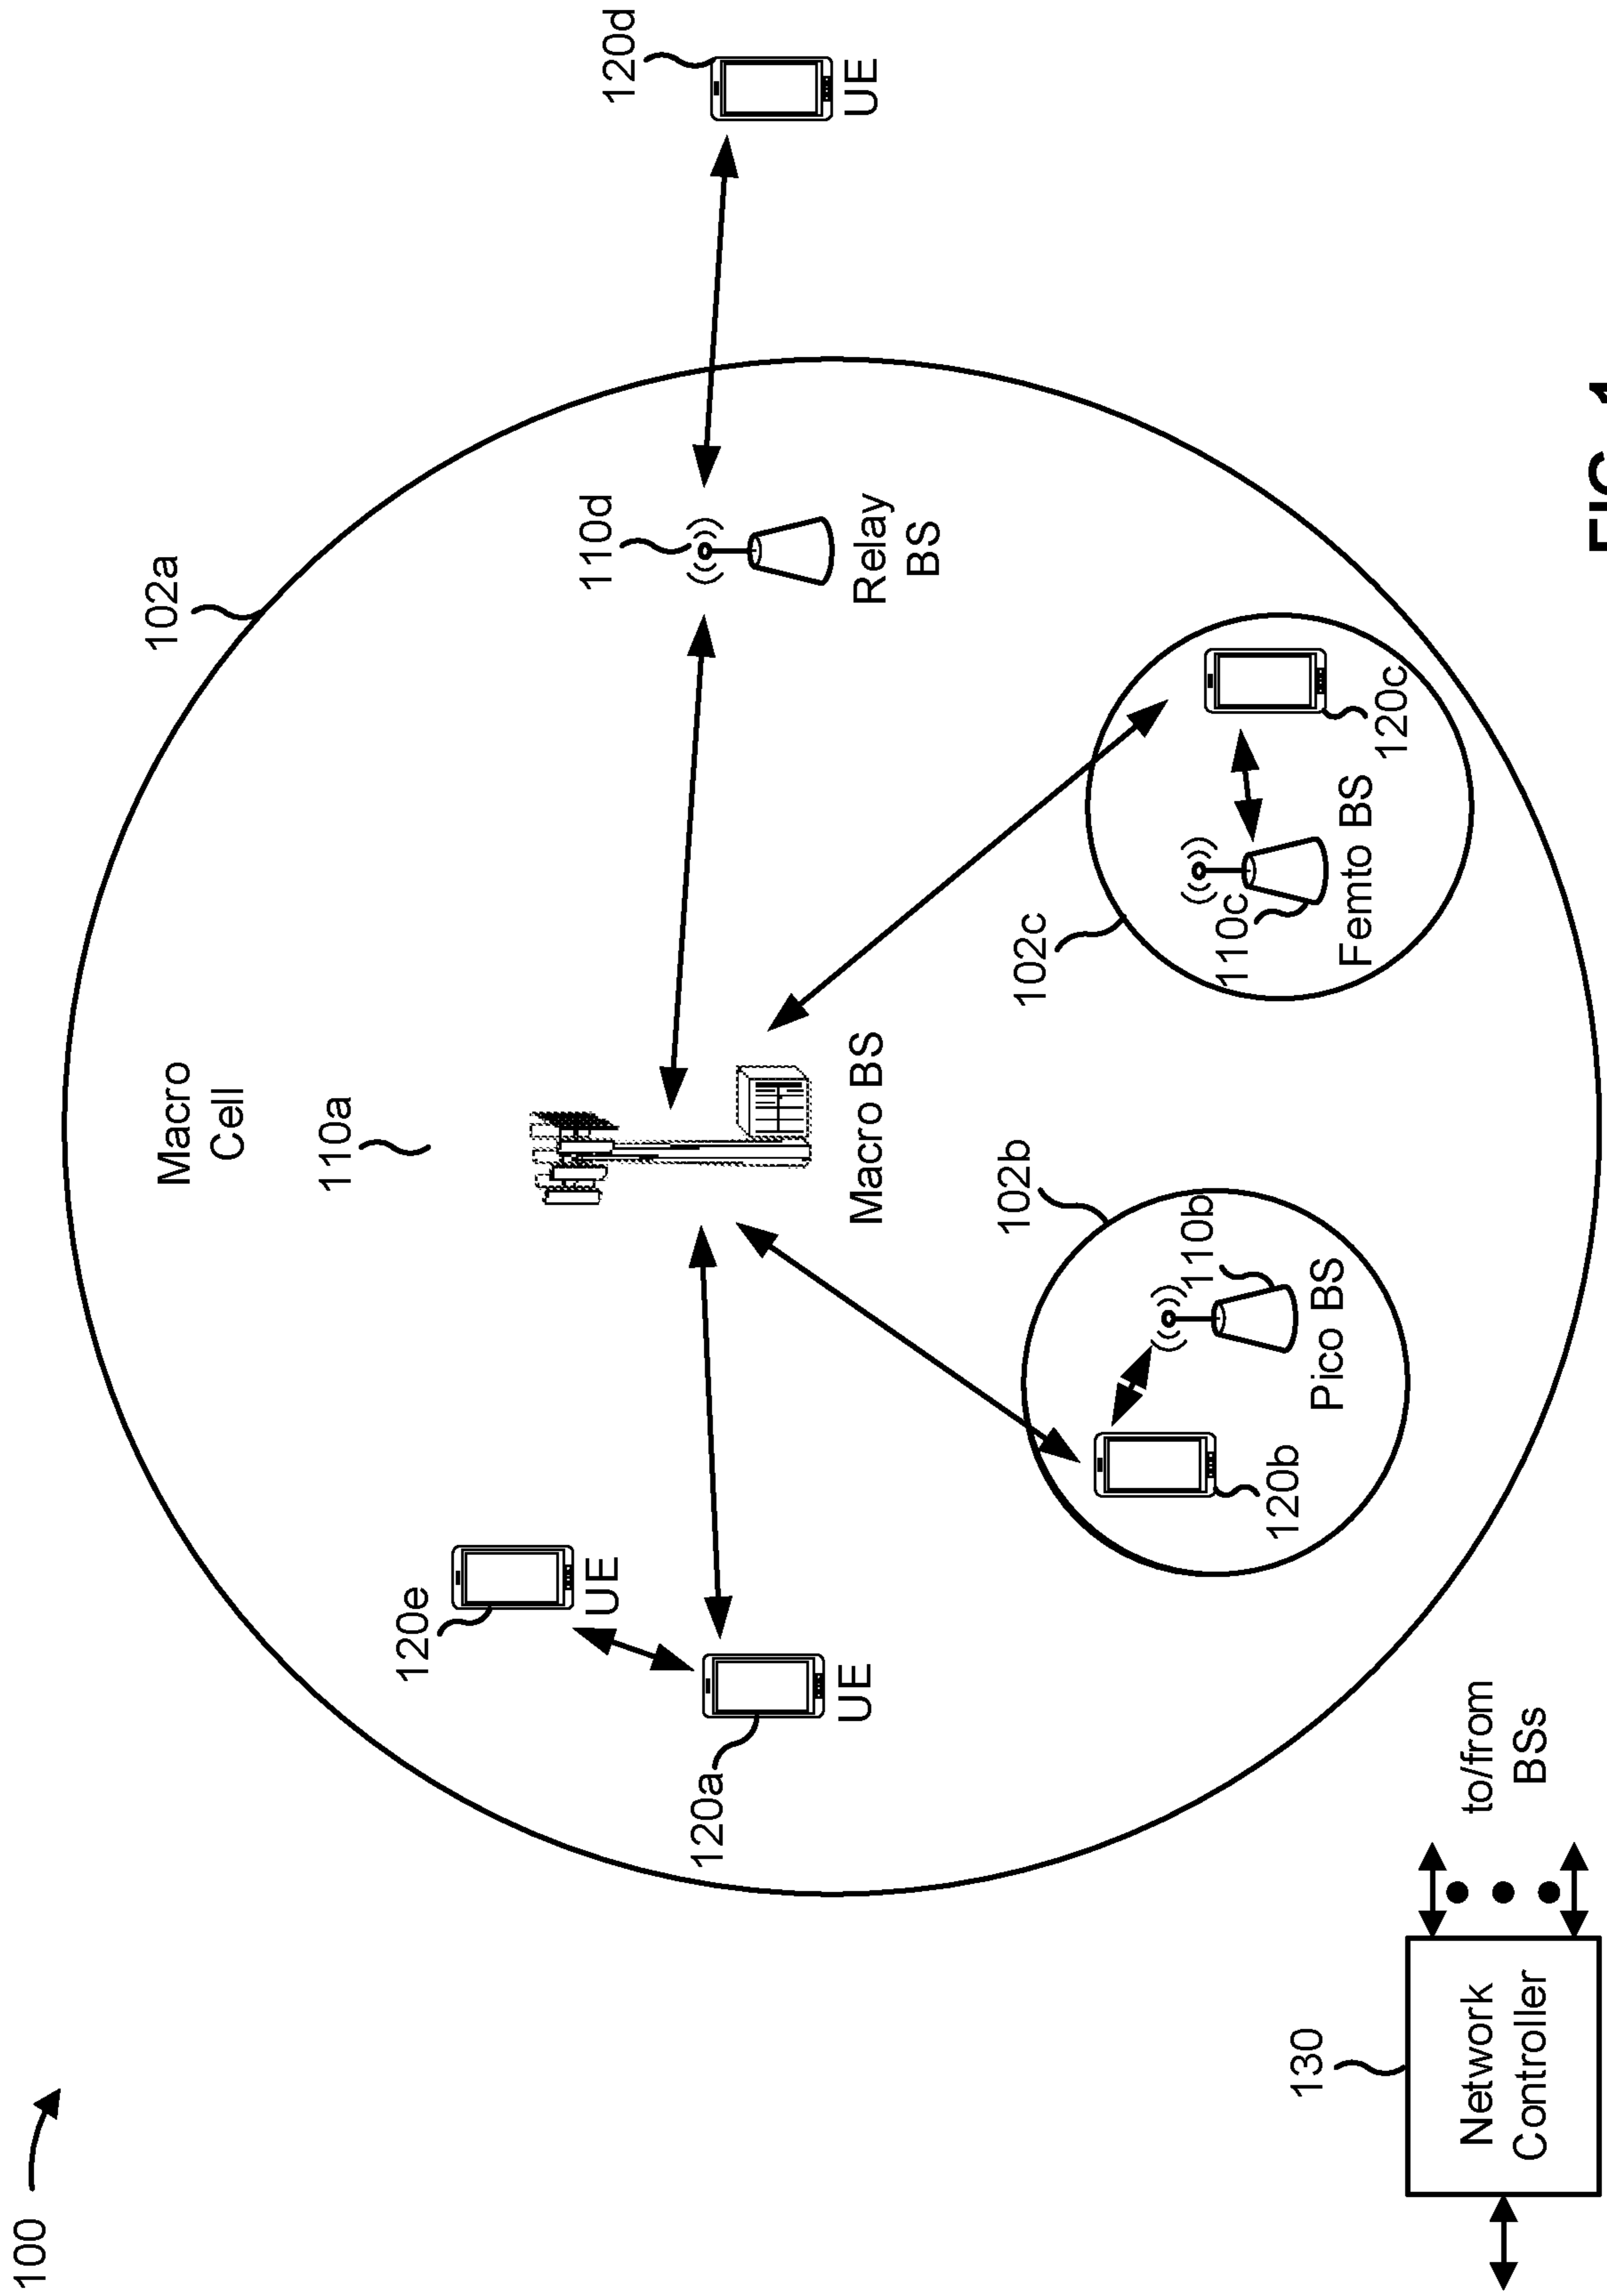 100
102a
Macro
Cell
110a
120d
UE
110d
Relay
BS
120e
UE
120a
UE
Macro BS
102b
110b
Pico BS
120b
102c
110c
Femto BS
120c
130
Network
Controller
to/from
BSs